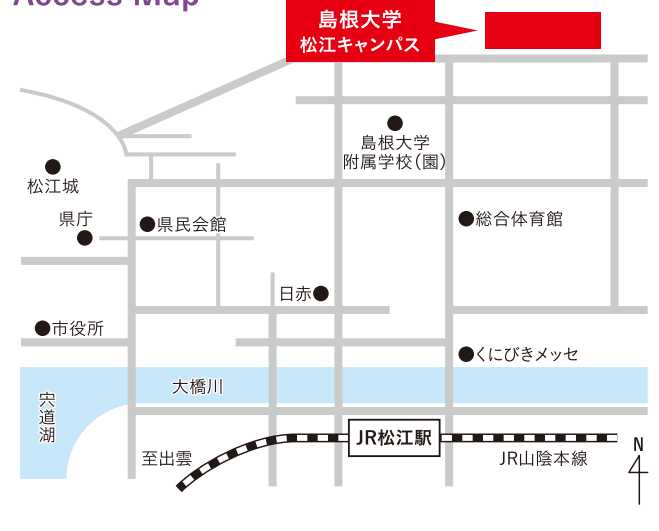 Access Map
島根大学
松江キャンパス
島根大学
附属学校(園)
松江城
県庁
県民会館
総合体育館
日赤
市役所
くにびきメッセ
大橋川
宍道湖
JR松江駅
至出雲
JR山陰本線
N